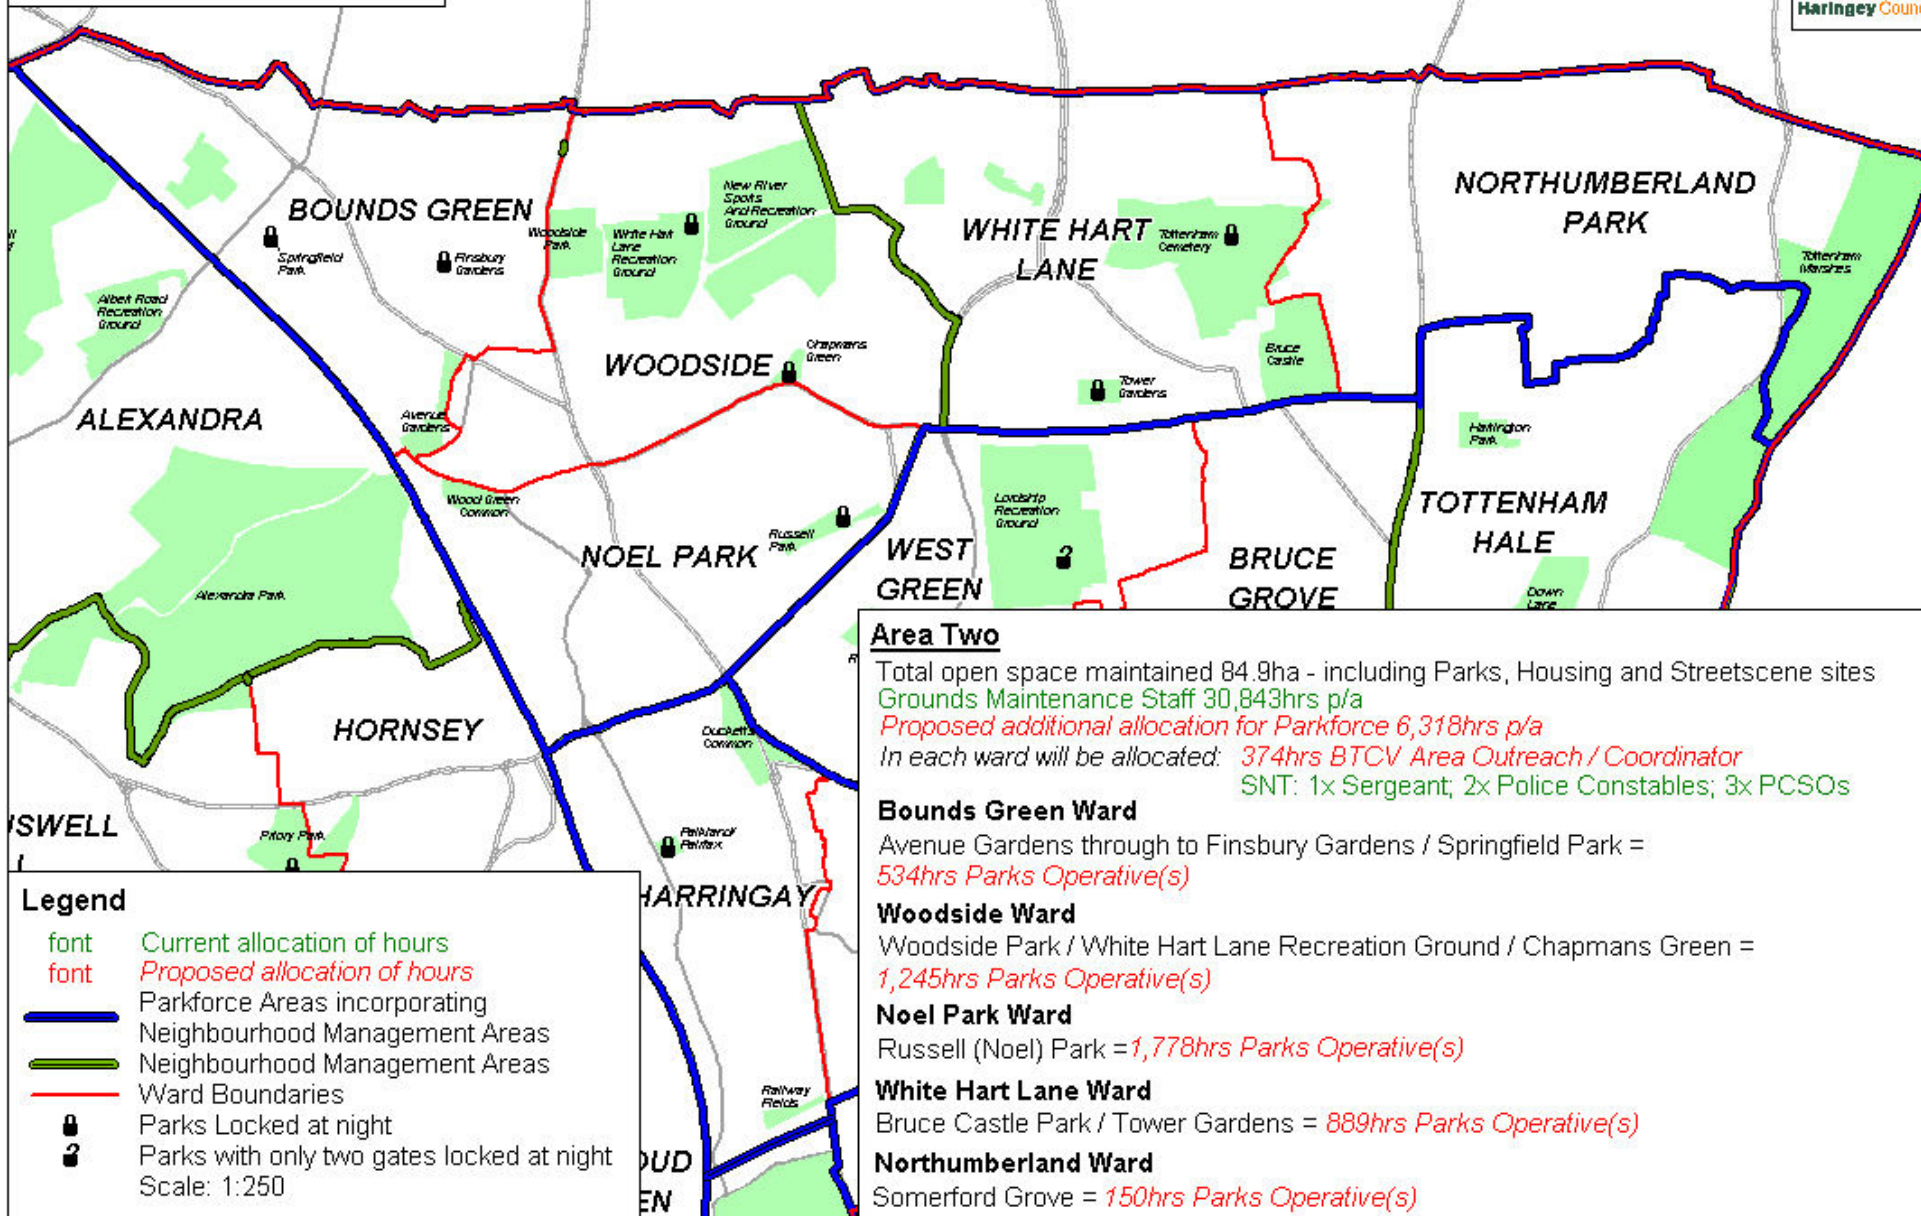 Haringey
BOUNDS GREEN
Springfield
Park
Finsbury
Gardens
Woodside
Park
White Hart
Lane
Recreation
Ground
New River
Sports
And Recreation
Ground
WHITE HART
LANE
Tottenham
Cemetery
NORTHUMBERLAND
PARK
Tottenham
Marshes
Albert Road
Recreation
Ground
WOODSIDE
Chapmans
Green
Bruce
Castle
Tower
Gardens
ALEXANDRA
Avenue
Gardens
Hartington
Park
Wood Green
Common
Lordship
Recreation
Ground
TOTTENHAM
HALE
NOEL PARK
Russell
Park
WEST
GREEN
BRUCE
GROVE
Down
Lane
Alexandra Park
HORNSEY
Ducketts
Common
Priory Park
Falkland/
Fairfax
HARRINGAY
Railway
Fields
Area Two
Total open space maintained 84.9ha - including Parks, Housing and Streetscene sites
Grounds Maintenance Staff 30,843hrs p/a
Proposed additional allocation for Parkforce 6,318hrs p/a
In each ward will be allocated: 374hrs BTCV Area Outreach / Coordinator
SNT: 1x Sergeant; 2x Police Constables; 3x PCSOs
Bounds Green Ward
Avenue Gardens through to Finsbury Gardens / Springfield Park =
534hrs Parks Operative(s)
Woodside Ward
Woodside Park / White Hart Lane Recreation Ground / Chapmans Green =
1,245hrs Parks Operative(s)
Noel Park Ward
Russell (Noel) Park =1,778hrs Parks Operative(s)
White Hart Lane Ward
Bruce Castle Park / Tower Gardens = 889hrs Parks Operative(s)
Northumberland Ward
Somerford Grove = 150hrs Parks Operative(s)
Legend
font Current allocation of hours
font Proposed allocation of hours
Parkforce Areas incorporating
Neighbourhood Management Areas
Neighbourhood Management Areas
Ward Boundaries
Parks Locked at night
Parks with only two gates locked at night
Scale: 1:250